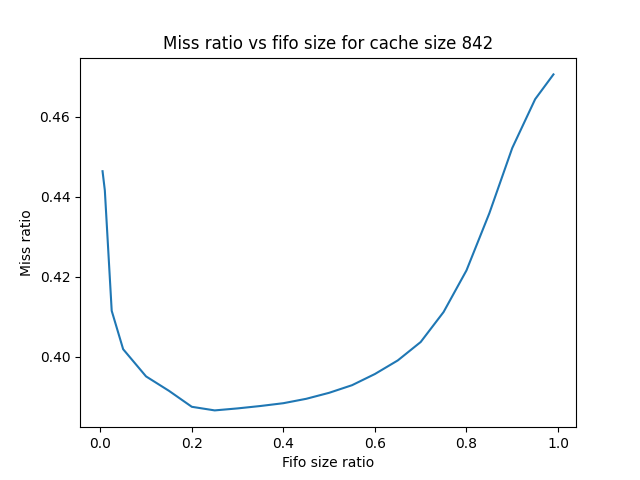 Miss ratio vs fifo size for cache size 842
0.46
0.44
0.42
0.40
Miss ratio
0.0 0.2 0.4 0.6 0.8 1.0
Fifo size ratio